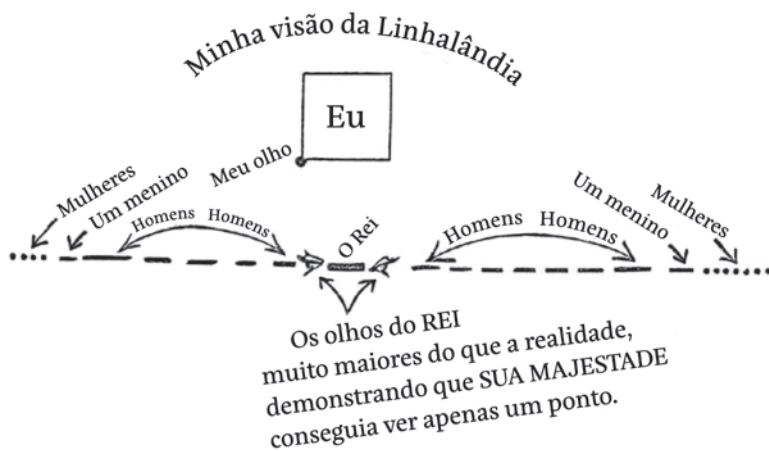 Minha visão da Linhalândia
Eu
Meu olho
Mulheres
Um menino
Homens Homens
O Rei
Homens Homens
Um menino
Mulheres
Os olhos do REI
muito maiores do que a realidade,
demonstrando que SUA MAJESTADE
conseguia ver apenas um ponto.